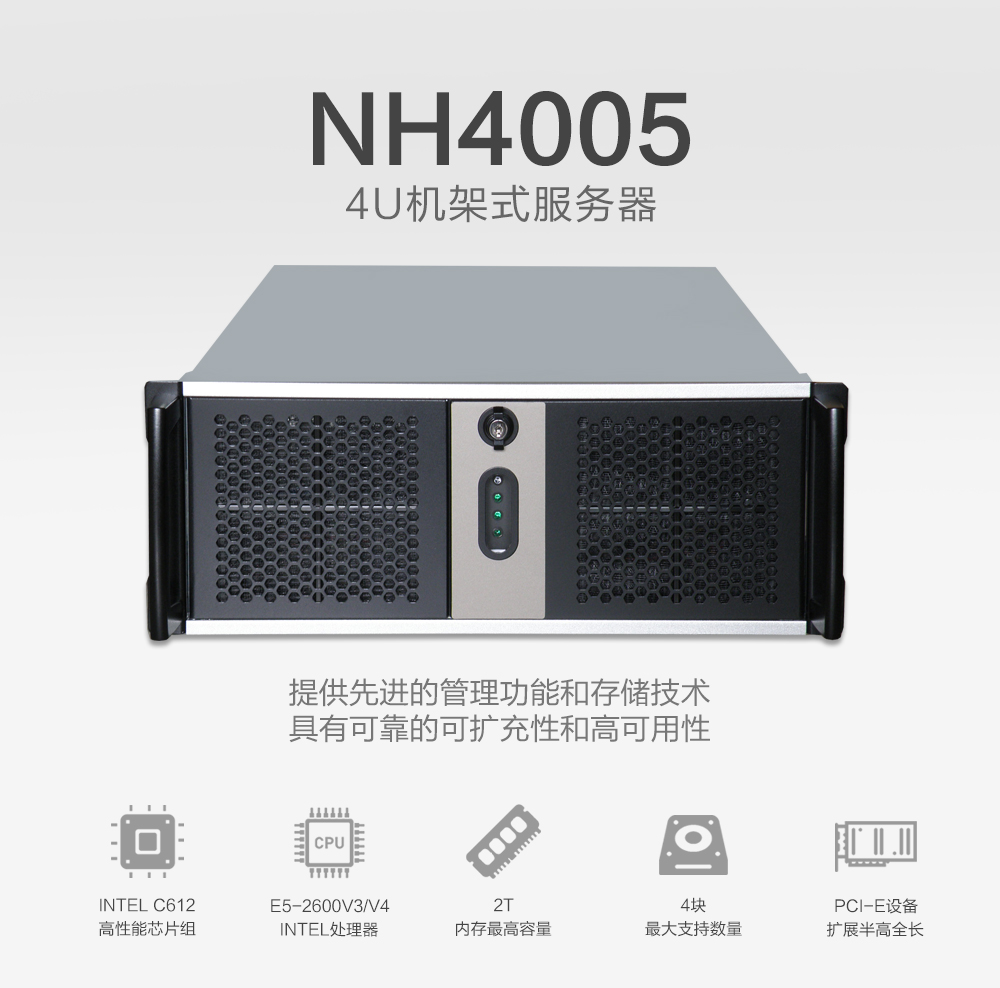 NH4005
4U机架式服务器
提供先进的管理功能和存储技术
具有可靠的可扩充性和高可用性
CPU
INTEL C612
高性能芯片组
E5-2600V3/V4
INTEL处理器
2T
内存最高容量
4块
最大支持数量
PCI-E设备
扩展半高全长